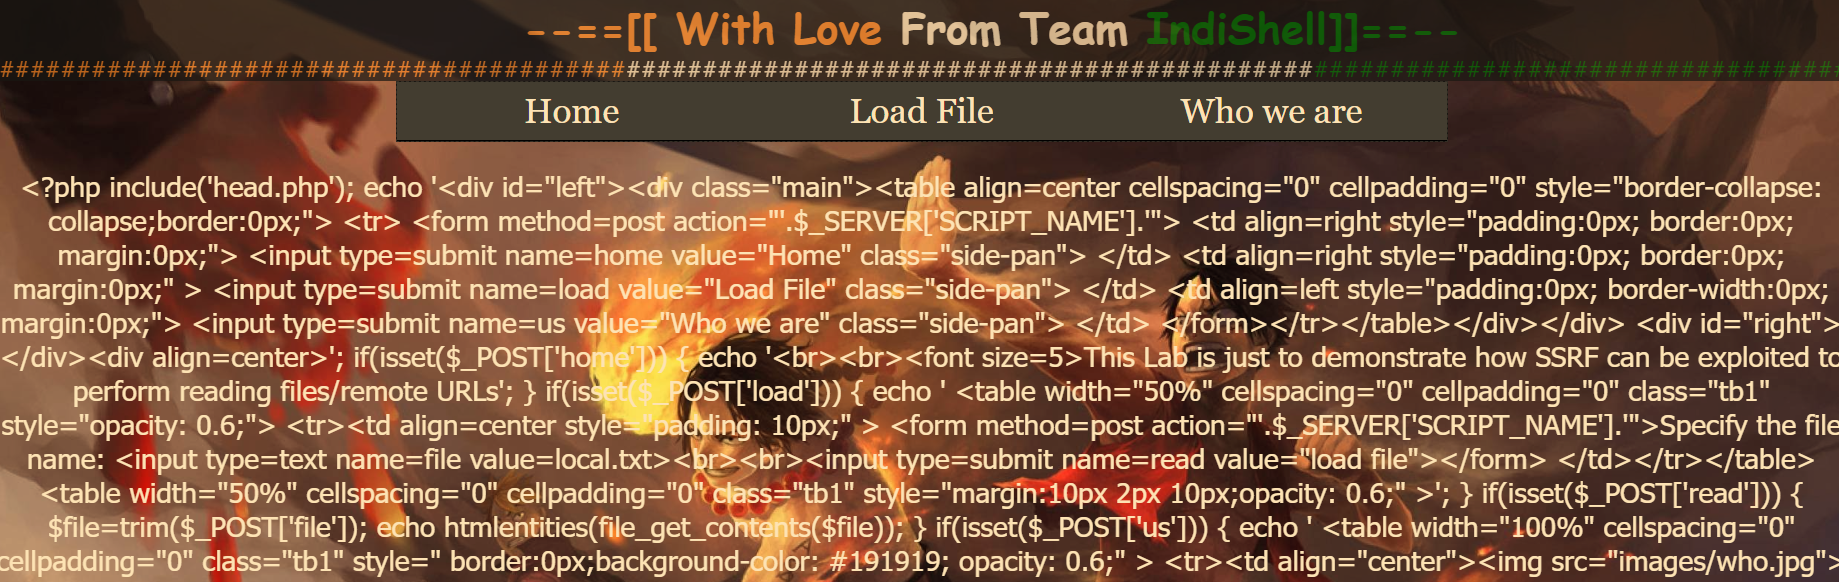 --==[[ With Love From Team IndiShell]]==--
########################################################################################################################
Home Load File Who we are
<?php include('head.php'); echo '<div id="left"><div class="main"><table align=center cellspacing="0" cellpadding="0" style="border-collapse:
collapse;border:0px;"> <tr> <form method=post action="'.$_SERVER['SCRIPT_NAME'].'"> <td align=right style="padding:0px; border:0px;
margin:0px;"> <input type=submit name=home value="Home" class="side-pan"> </td> <td align=right style="padding:0px; border:0px;
margin:0px;" > <input type=submit name=load value="Load File" class="side-pan"> </td> <td align=left style="padding:0px; border-width:0px;
margin:0px;"> <input type=submit name=us value="Who we are" class="side-pan"> </td> </form></tr></table></div></div> <div id="right">
</div><div align=center>'; if(isset($_POST['home'])) { echo '<br><br><font size=5>This Lab is just to demonstrate how SSRF can be exploited to
perform reading files/remote URLs'; } if(isset($_POST['load'])) { echo ' <table width="50%" cellspacing="0" cellpadding="0" class="tb1"
style="opacity: 0.6;"> <tr><td align=center style="padding: 10px;" > <form method=post action="'.$_SERVER['SCRIPT_NAME'].'">Specify the file
name: <input type=text name=file value=local.txt><br><br><input type=submit name=read value="load file"></form> </td></tr></table>
<table width="50%" cellspacing="0" cellpadding="0" class="tb1" style="margin:10px 2px 10px;opacity: 0.6;" >'; } if(isset($_POST['read'])) {
$file=trim($_POST['file']); echo htmlentities(file_get_contents($file)); } if(isset($_POST['us'])) { echo ' <table width="100%" cellspacing="0"
cellpadding="0" class="tb1" style=" border:0px;background-color: #191919; opacity: 0.6;" > <tr><td align="center"><img src="images/who.jpg">